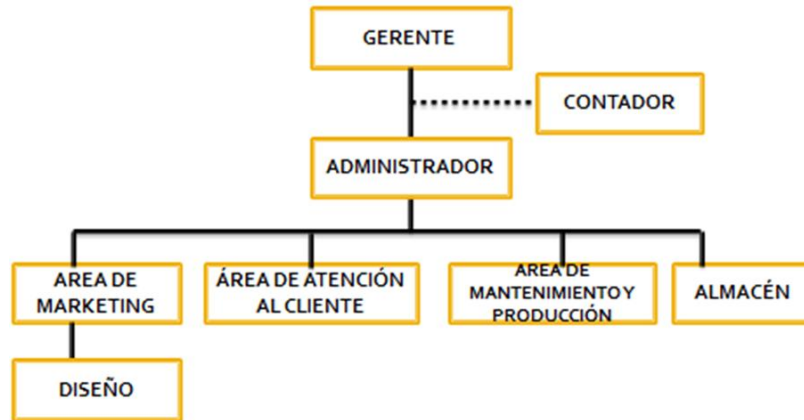 GERENTE
CONTADOR
ADMINISTRADOR
AREA DE
MARKETING
ÁREA DE ATENCIÓN
AL CLIENTE
AREA DE
MANTENIMIENTO Y
PRODUCCIÓN
ALMACÉN
DISEÑO